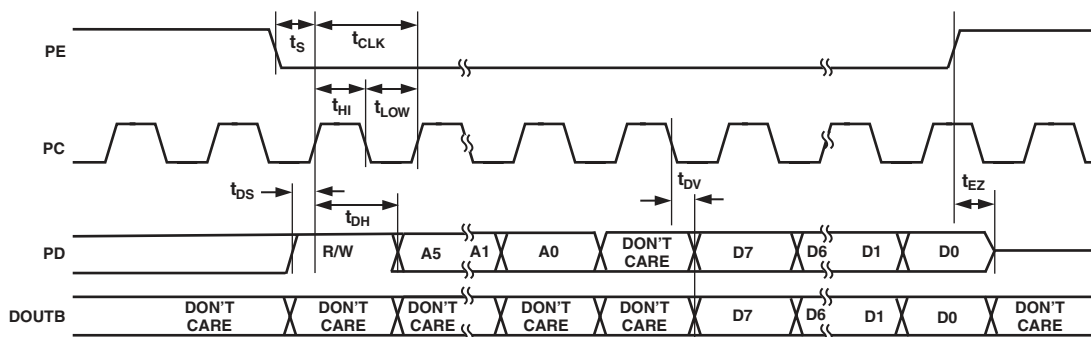 tS
tCLK
PE
tHI
tLOW
PC
tDS
tDH
tDV
tEZ
PD
R/W
A5
A1
A0
DON'T
CARE
D7
D6
D1
D0
DOUTB
DON'T
CARE
DON'T
CARE
DON'T
CARE
DON'T
CARE
DON'T
CARE
D7
D6
D1
D0
DON'T
CARE